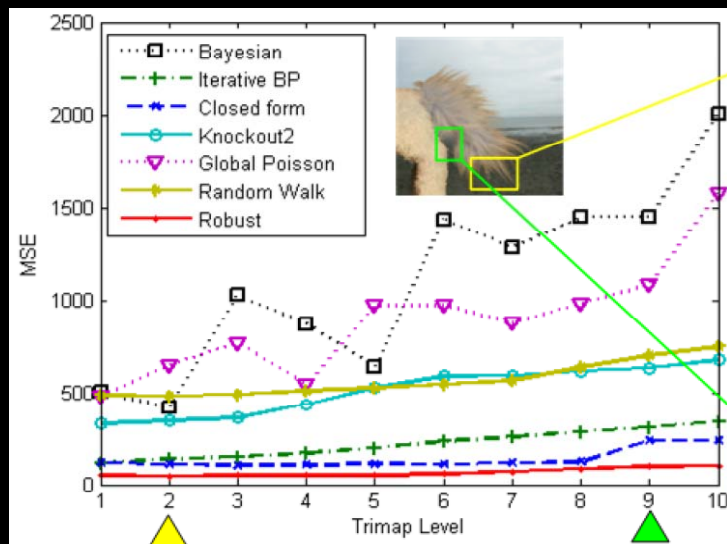 2500
2000
1500
1000
500
0
MSE
Bayesian
Iterative BP
Closed form
Knockout2
Global Poisson
Random Walk
Robust
1 2 3 4 5 6 7 8 9 10
Trimap Level